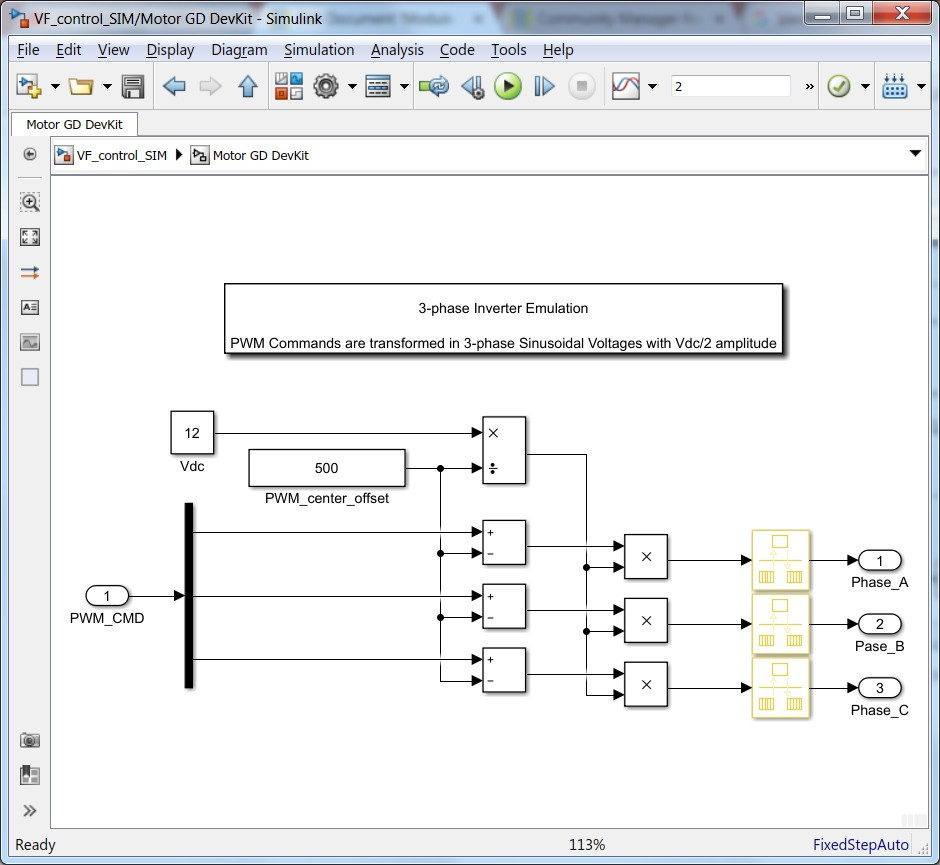 VF_control_SIM/Motor GD DevKit - Simulink
File Edit View Display Diagram Simulation Analysis Code Tools Help
2 »
Motor GD DevKit
VF_control_SIM Motor GD DevKit
3-phase Inverter Emulation
PWM Commands are transformed in 3-phase Sinusoidal Voltages with Vdc/2 amplitude
12
Vdc
×
÷
500
PWM_center_offset
+
−
+
−
+
−
×
×
×
1
PWM_CMD
1
Phase_A
2
Pase_B
3
Phase_C
Ready 113% FixedStepAuto